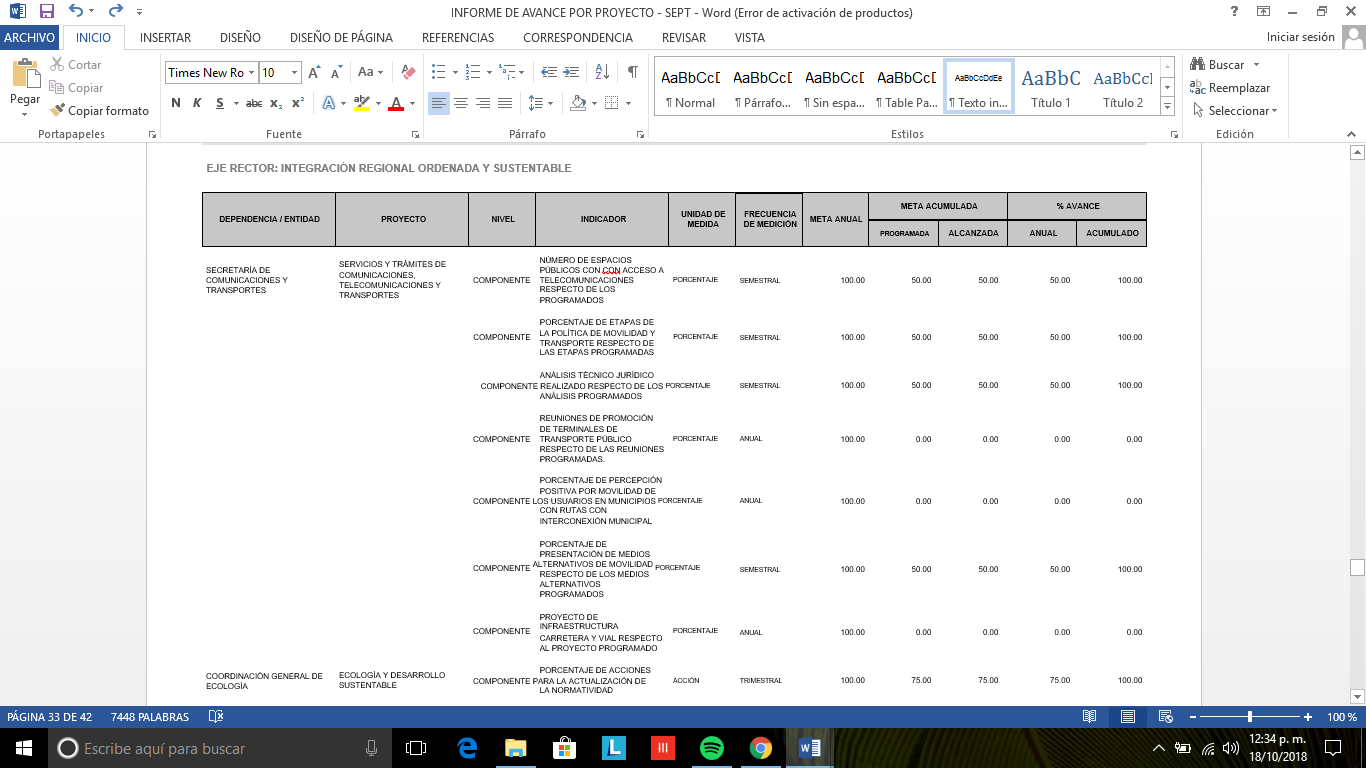 INFORME DE AVANCE POR PROYECTO - SEPT - Word (Error de activación de productos)
ARCHIVO INICIO INSERTAR DISEÑO DISEÑO DE PÁGINA REFERENCIAS CORRESPONDENCIA REVISAR VISTA Iniciar sesión
Pegar
Cortar
Copiar
Copiar formato
Portapapeles
Times New Ro 10
N K S abc x₂ x²
Fuente
Párrafo
AaBbCcDdEe
¶ Normal ¶ Párrafo... ¶ Sin espa... ¶ Table Pa... ¶ Texto in... Título 1 Título 2
Estilos
Buscar
Reemplazar
Seleccionar
Edición
EJE RECTOR: INTEGRACIÓN REGIONAL ORDENADA Y SUSTENTABLE
DEPENDENCIA / ENTIDAD PROYECTO NIVEL INDICADOR UNIDAD DE MEDIDA FRECUENCIA DE MEDICIÓN META ANUAL META ACUMULADA % AVANCE
PROGRAMADA ALCANZADA ANUAL ACUMULADO
SECRETARÍA DE
COMUNICACIONES Y
TRANSPORTES
SERVICIOS Y TRÁMITES DE
COMUNICACIONES,
TELECOMUNICACIONES Y
TRANSPORTES
COMPONENTE
NÚMERO DE ESPACIOS
PÚBLICOS CON CON ACCESO A
TELECOMUNICACIONES
RESPECTO DE LOS
PROGRAMADOS
PORCENTAJE SEMESTRAL 100.00 50.00 50.00 50.00 100.00
COMPONENTE
PORCENTAJE DE ETAPAS DE
LA POLÍTICA DE MOVILIDAD Y
TRANSPORTE RESPECTO DE
LAS ETAPAS PROGRAMADAS
PORCENTAJE SEMESTRAL 100.00 50.00 50.00 50.00 100.00
ANÁLISIS TÉCNICO JURÍDICO
COMPONENTE REALIZADO RESPECTO DE LOS PORCENTAJE SEMESTRAL 100.00 50.00 50.00 50.00 100.00
ANÁLISIS PROGRAMADOS
COMPONENTE
REUNIONES DE PROMOCIÓN
DE TERMINALES DE
TRANSPORTE PÚBLICO
RESPECTO DE LAS REUNIONES
PROGRAMADAS.
PORCENTAJE ANUAL 100.00 0.00 0.00 0.00 0.00
PORCENTAJE DE PERCEPCIÓN
POSITIVA POR MOVILIDAD DE
COMPONENTE LOS USUARIOS EN MUNICIPIOS PORCENTAJE ANUAL 100.00 0.00 0.00 0.00 0.00
CON RUTAS CON
INTERCONEXIÓN MUNICIPAL
PORCENTAJE DE
PRESENTACIÓN DE MEDIOS
COMPONENTE ALTERNATIVOS DE MOVILIDAD PORCENTAJE SEMESTRAL 100.00 50.00 50.00 50.00 100.00
RESPECTO DE LOS MEDIOS
ALTERNATIVOS
PROGRAMADOS
COMPONENTE
PROYECTO DE
INFRAESTRUCTURA
CARRETERA Y VIAL RESPECTO
AL PROYECTO PROGRAMADO
PORCENTAJE ANUAL 100.00 0.00 0.00 0.00 0.00
COORDINACIÓN GENERAL DE
ECOLOGÍA
ECOLOGÍA Y DESARROLLO
SUSTENTABLE
PORCENTAJE DE ACCIONES
COMPONENTE PARA LA ACTUALIZACIÓN DE ACCIÓN TRIMESTRAL 100.00 75.00 75.00 75.00 100.00
LA NORMATIVIDAD
PÁGINA 33 DE 42 7448 PALABRAS 100 %
Escribe aquí para buscar
12:34 p. m.
18/10/2018